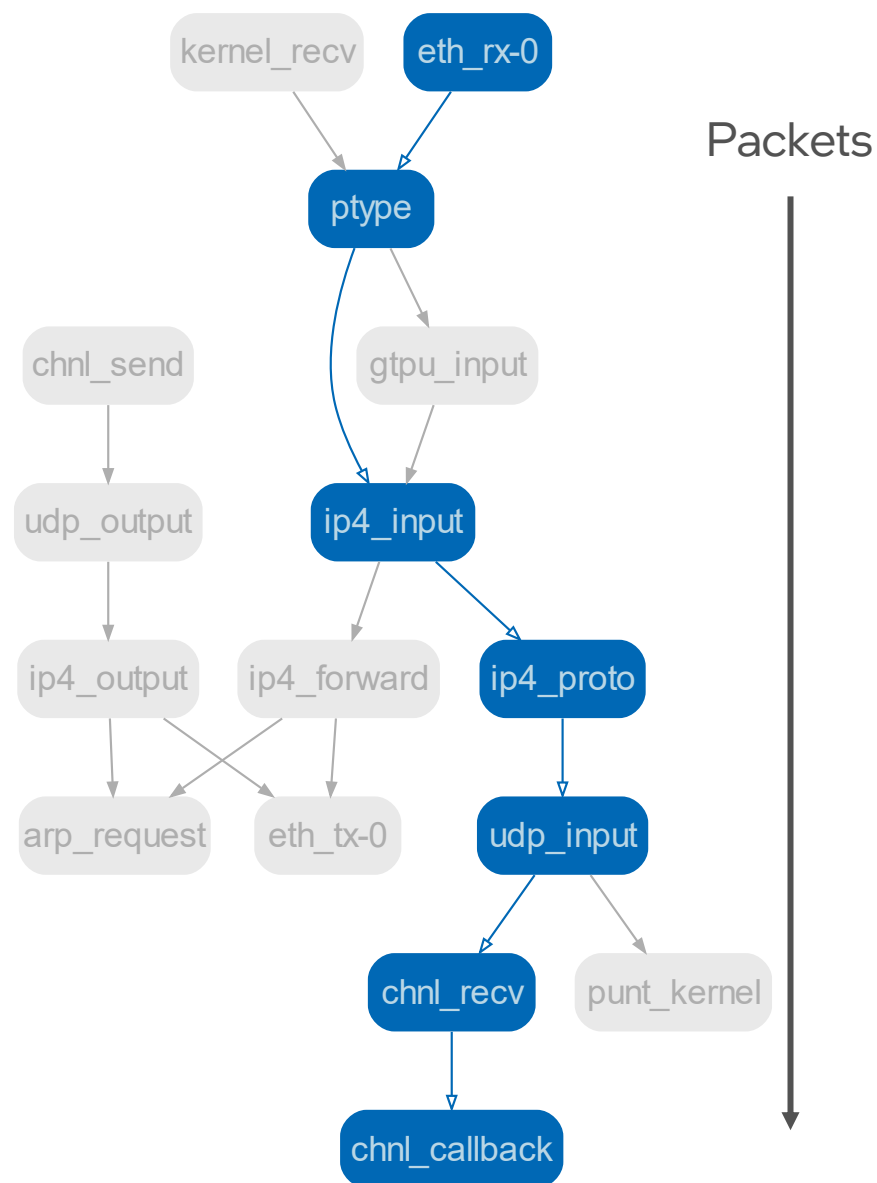 kernel_recv
eth_rx-0
Packets
ptype
chnl_send
gtpu_input
udp_output
ip4_input
ip4_output
ip4_forward
ip4_proto
arp_request
eth_tx-0
udp_input
chnl_recv
punt_kernel
chnl_callback